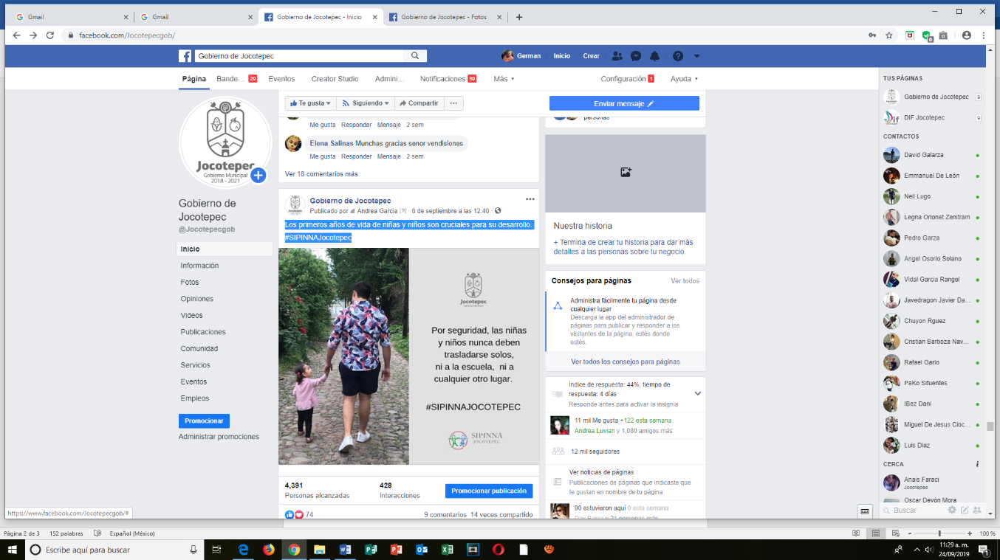 Gmail
Gmail
Gobierno de Jocotepec - Inicio
Gobierno de Jocotepec - Fotos
facebook.com/Jocotepecgob/
Gobierno de Jocotepec
German
Inicio
Crear
Página
Bande... 20
Eventos
Creator Studio
Admini...
Notificaciones 39
Más
Configuración 1
Ayuda
Te gusta
Siguiendo
Compartir
Enviar mensaje
Jocotepec
Gobierno Municipal
2018 - 2021
Gobierno de
Jocotepec
@Jocotepecgob
Inicio
Información
Fotos
Opiniones
Videos
Publicaciones
Comunidad
Servicios
Eventos
Empleos
Promocionar
Administrar promociones
https://www.facebook.com/Jocotepecgob/#
Me gusta · Responder · Mensaje · 2 sem
Elena Salinas Munchas gracias senor vendisiones
Me gusta · Responder · Mensaje · 2 sem
Ver 18 comentarios más
Gobierno de Jocotepec
Publicado por Andrea Garcia [?] · 6 de septiembre a las 12:40 ·
Los primeros años de vida de niñas y niños son cruciales para su desarrollo.
#SIPINNAJocotepec
Jocotepec
Por seguridad, las niñas
y niños nunca deben
trasladarse solos,
ni a la escuela, ni a
cualquier otro lugar.
#SIPINNAJOCOTEPEC
SIPINNA
JOCOTEPEC
4,391
Personas alcanzadas
428
Interacciones
Promocionar publicación
74
9 comentarios 14 veces compartido
personas
Nuestra historia
+ Termina de crear tu historia para dar más
detalles a las personas sobre tu negocio.
Consejos para páginas
Ver todos
Administra fácilmente tu página desde
cualquier lugar
Descarga la app del administrador de
páginas para publicar y responder a los
visitantes de la página, estés donde
estés.
Ver todos los consejos para páginas
Índice de respuesta: 44%; tiempo de
respuesta: 4 días
Responde antes para activar la insignia
11 mil Me gusta +122 esta semana
Andrea Luvian y 1,080 amigos más
12 mil seguidores
Ver noticias de páginas
Publicaciones de páginas que indicaste que
te gustan en nombre de tu página
90 estuvieron aquí 0 esta semana
TUS PÁGINAS
Gobierno de Jocotepec
DIF Jocotepec
CONTACTOS
David Galarza
Emmanuel De León
Neil Lugo
Legna Orionet Zenitram
Pedro Garza
Angel Osorio Solano
Vidal Garcia Rangel
Javedragon Javier Da...
Chuyon Rguez
Cristian Barboza Nav...
Rafael Gario
PaKo Sifuentes
IBez Dani
Miguel De Jesus Cioc...
Luis Diaz
CERCA
Anais Faraci
Jocotepec
Oscar Devón Mora
Buscar
Página 2 de 3
152 palabras
Español (México)
100 %
Escribe aquí para buscar
11:29 a. m.
24/09/2019